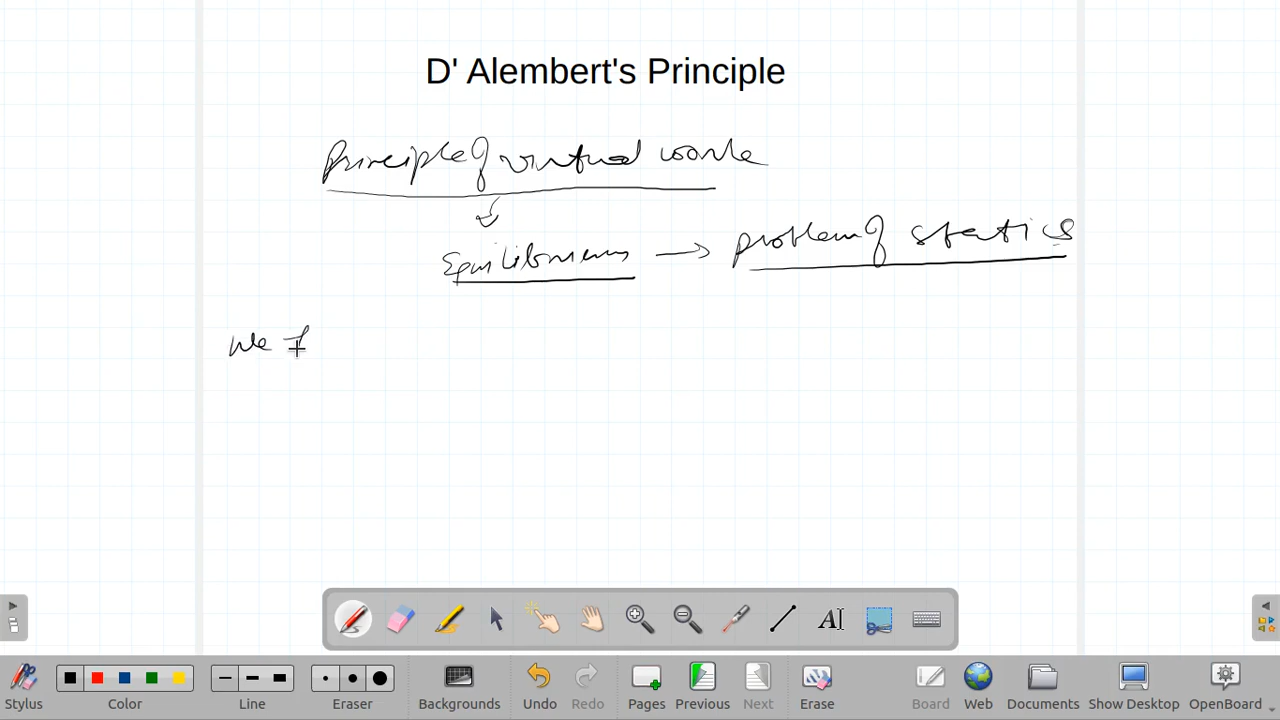 D' Alembert's Principle
Principle of virtual work
Equilibrium → problem of statics
We
Stylus
Color
Line
Eraser
Backgrounds
Undo
Redo
Pages
Previous
Next
Erase
Board
Web
Documents
Show Desktop
OpenBoard